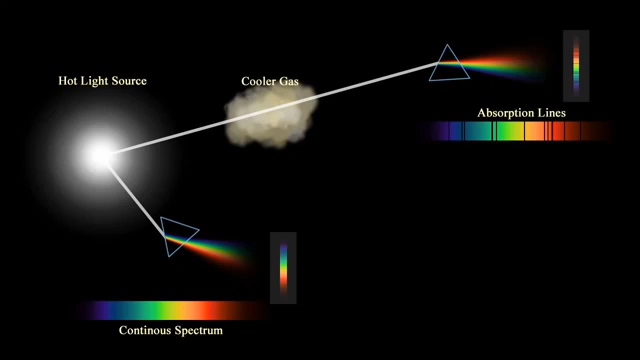 Hot Light Source
Cooler Gas
Absorption Lines
Continous Spectrum